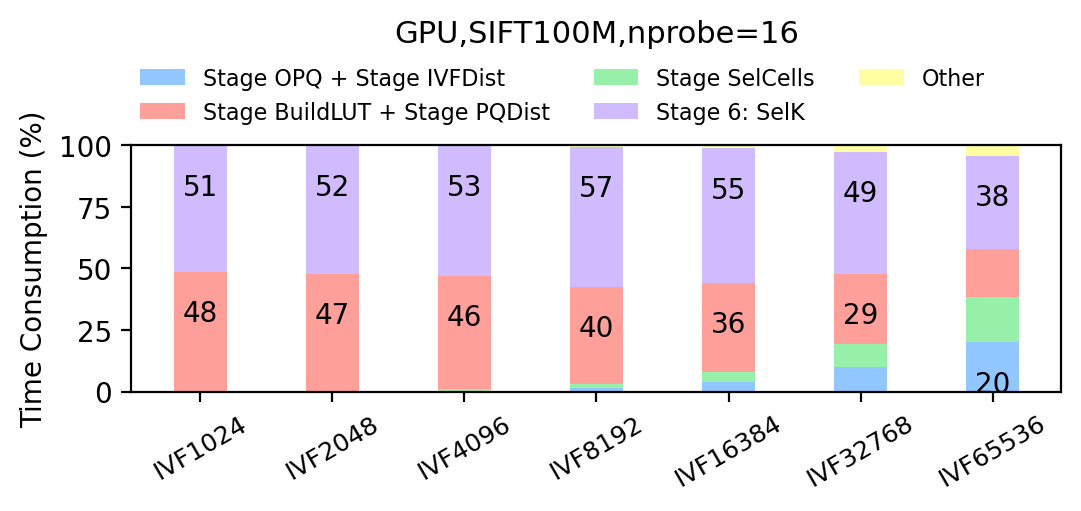 GPU,SIFT100M,nprobe=16
Stage OPQ + Stage IVFDist
Stage SelCells
Other
Stage BuildLUT + Stage PQDist
Stage 6: SelK
Time Consumption (%)
100
75
50
25
0
51
52
53
57
55
49
38
48
47
46
40
36
29
20
IVF1024
IVF2048
IVF4096
IVF8192
IVF16384
IVF32768
IVF65536